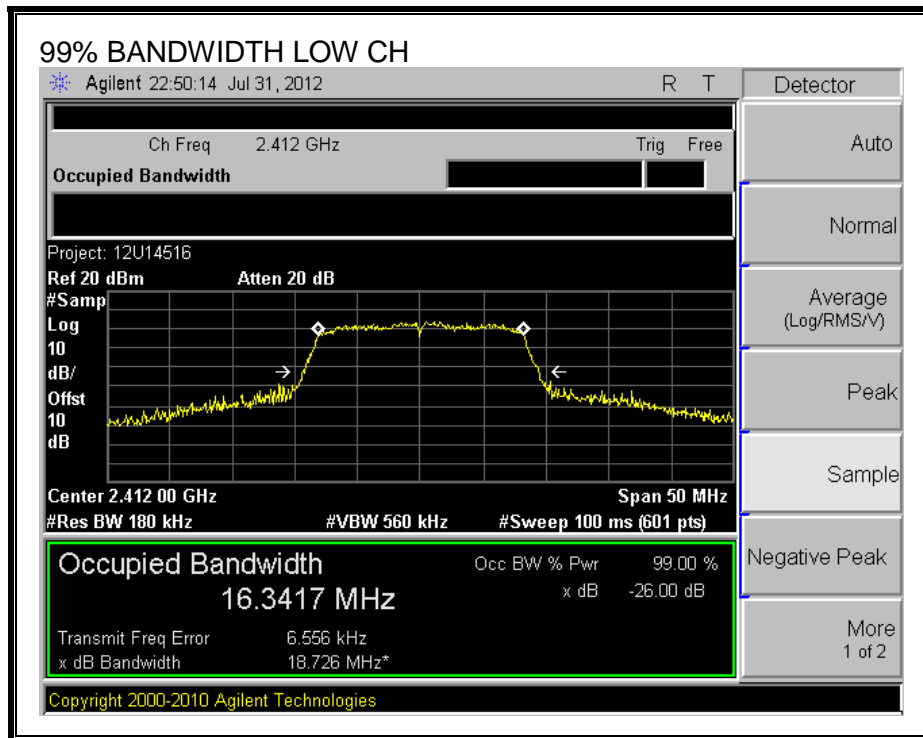 99% BANDWIDTH LOW CH
Agilent 22:50:14 Jul 31, 2012 R T
Detector
Ch Freq 2.412 GHz Trig Free
Occupied Bandwidth
Project: 12U14516
Ref 20 dBm Atten 20 dB
#Samp
Log
10
dB/
Offst
10
dB
Center 2.412 00 GHz Span 50 MHz
#Res BW 180 kHz #VBW 560 kHz #Sweep 100 ms (601 pts)
Occupied Bandwidth Occ BW % Pwr 99.00 %
16.3417 MHz x dB -26.00 dB
Transmit Freq Error 6.556 kHz
x dB Bandwidth 18.726 MHz*
Copyright 2000-2010 Agilent Technologies
Auto
Normal
Average
(Log/RMS/V)
Peak
Sample
Negative Peak
More
1 of 2